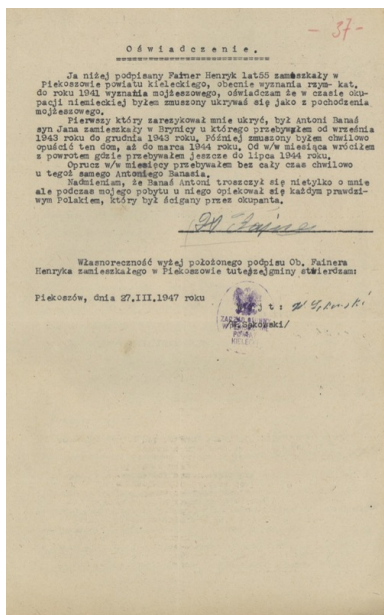 - 37-
Oświadczenie.
Ja niżej podpisany Fainer Henryk lat55 zamieszkały w
Piekoszowie powiatu kieleckiego, obecnie wyznania rzym- kat.
do roku 1941 wyznania mojżeszowego, oświadczam że w czasie oku-
pacji niemieckiej byłem zmuszony ukrywać się jako z pochodzenia
mojżeszowego.
Pierwszy który zarezykował mnie ukryć, był Antoni Banaś
syn Jana zamieszkały w Brynicy u którego przebywałem od września
1943 roku do grudnia 1943 roku. Później zmuszony byłem chwilowo
opuścić ten dom, aż do marca 1944 roku. Od w/w miesiąca wróciłem
z powrotem gdzie przebywałem jeszcze do lipca 1944 roku.
Oprucz w/w miesięcy przebywałem bez cały czas chwilowo
u tegoż samego Antoniego Banasia.
Nadmieniam, że Banaś Antoni troszczył się nietylko o mnie
ale podczas mojego pobytu u niego opiekował się każdym prawdzi-
wym Polakiem, który był ścigany przez okupanta.
Własnoreczność wyżej położonego podpisu Ob. Fainera
Henryka zamieszkałego w Piekoszowie tutejzejgminy stwierdzam:
Piekoszów, dnia 27.III.1947 roku